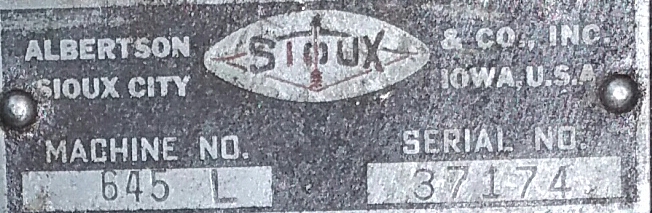 ALBERTSON SIOUX & CO., INC.
SIOUX CITY IOWA, U.S.A.
MACHINE NO. SERIAL NO.
645 L 37174